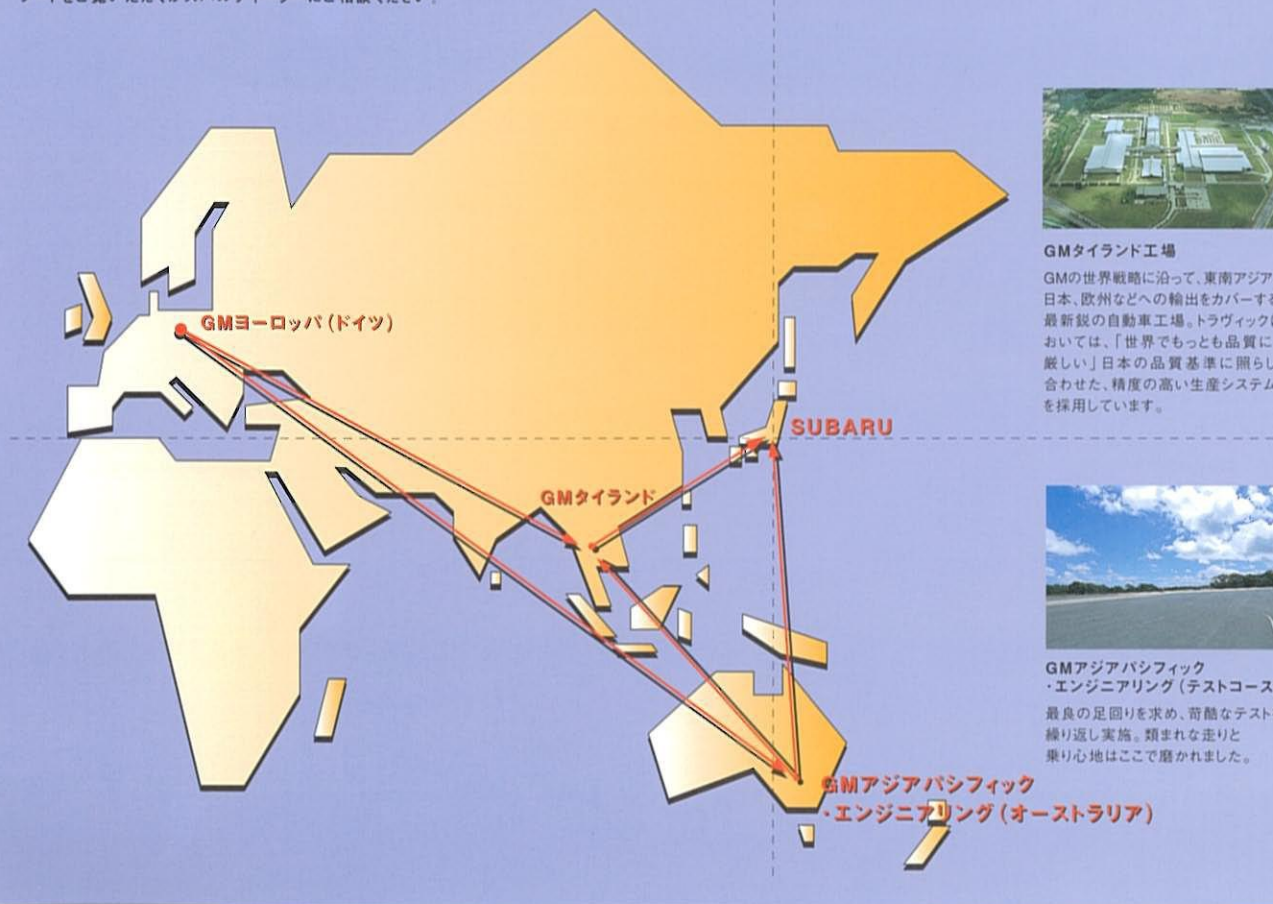 GMヨーロッパ(ドイツ)
SUBARU
GMタイランド
GMアジアパシフィック
・エンジニアリング(オーストラリア)
GMタイランド工場
GMの世界戦略に沿って、東南アジア
日本、欧州などへの輸出をカバーする
最新鋭の自動車工場。トラヴィックに
おいては、「世界でもっとも品質に
厳しい」日本の品質基準に照らし
合わせた、精度の高い生産システム
を採用しています。
GMアジアパシフィック
・エンジニアリング(テストコース
最良の足回りを求め、苛酷なテスト
繰り返し実施。類まれな走りと
乗り心地はここで磨かれました。